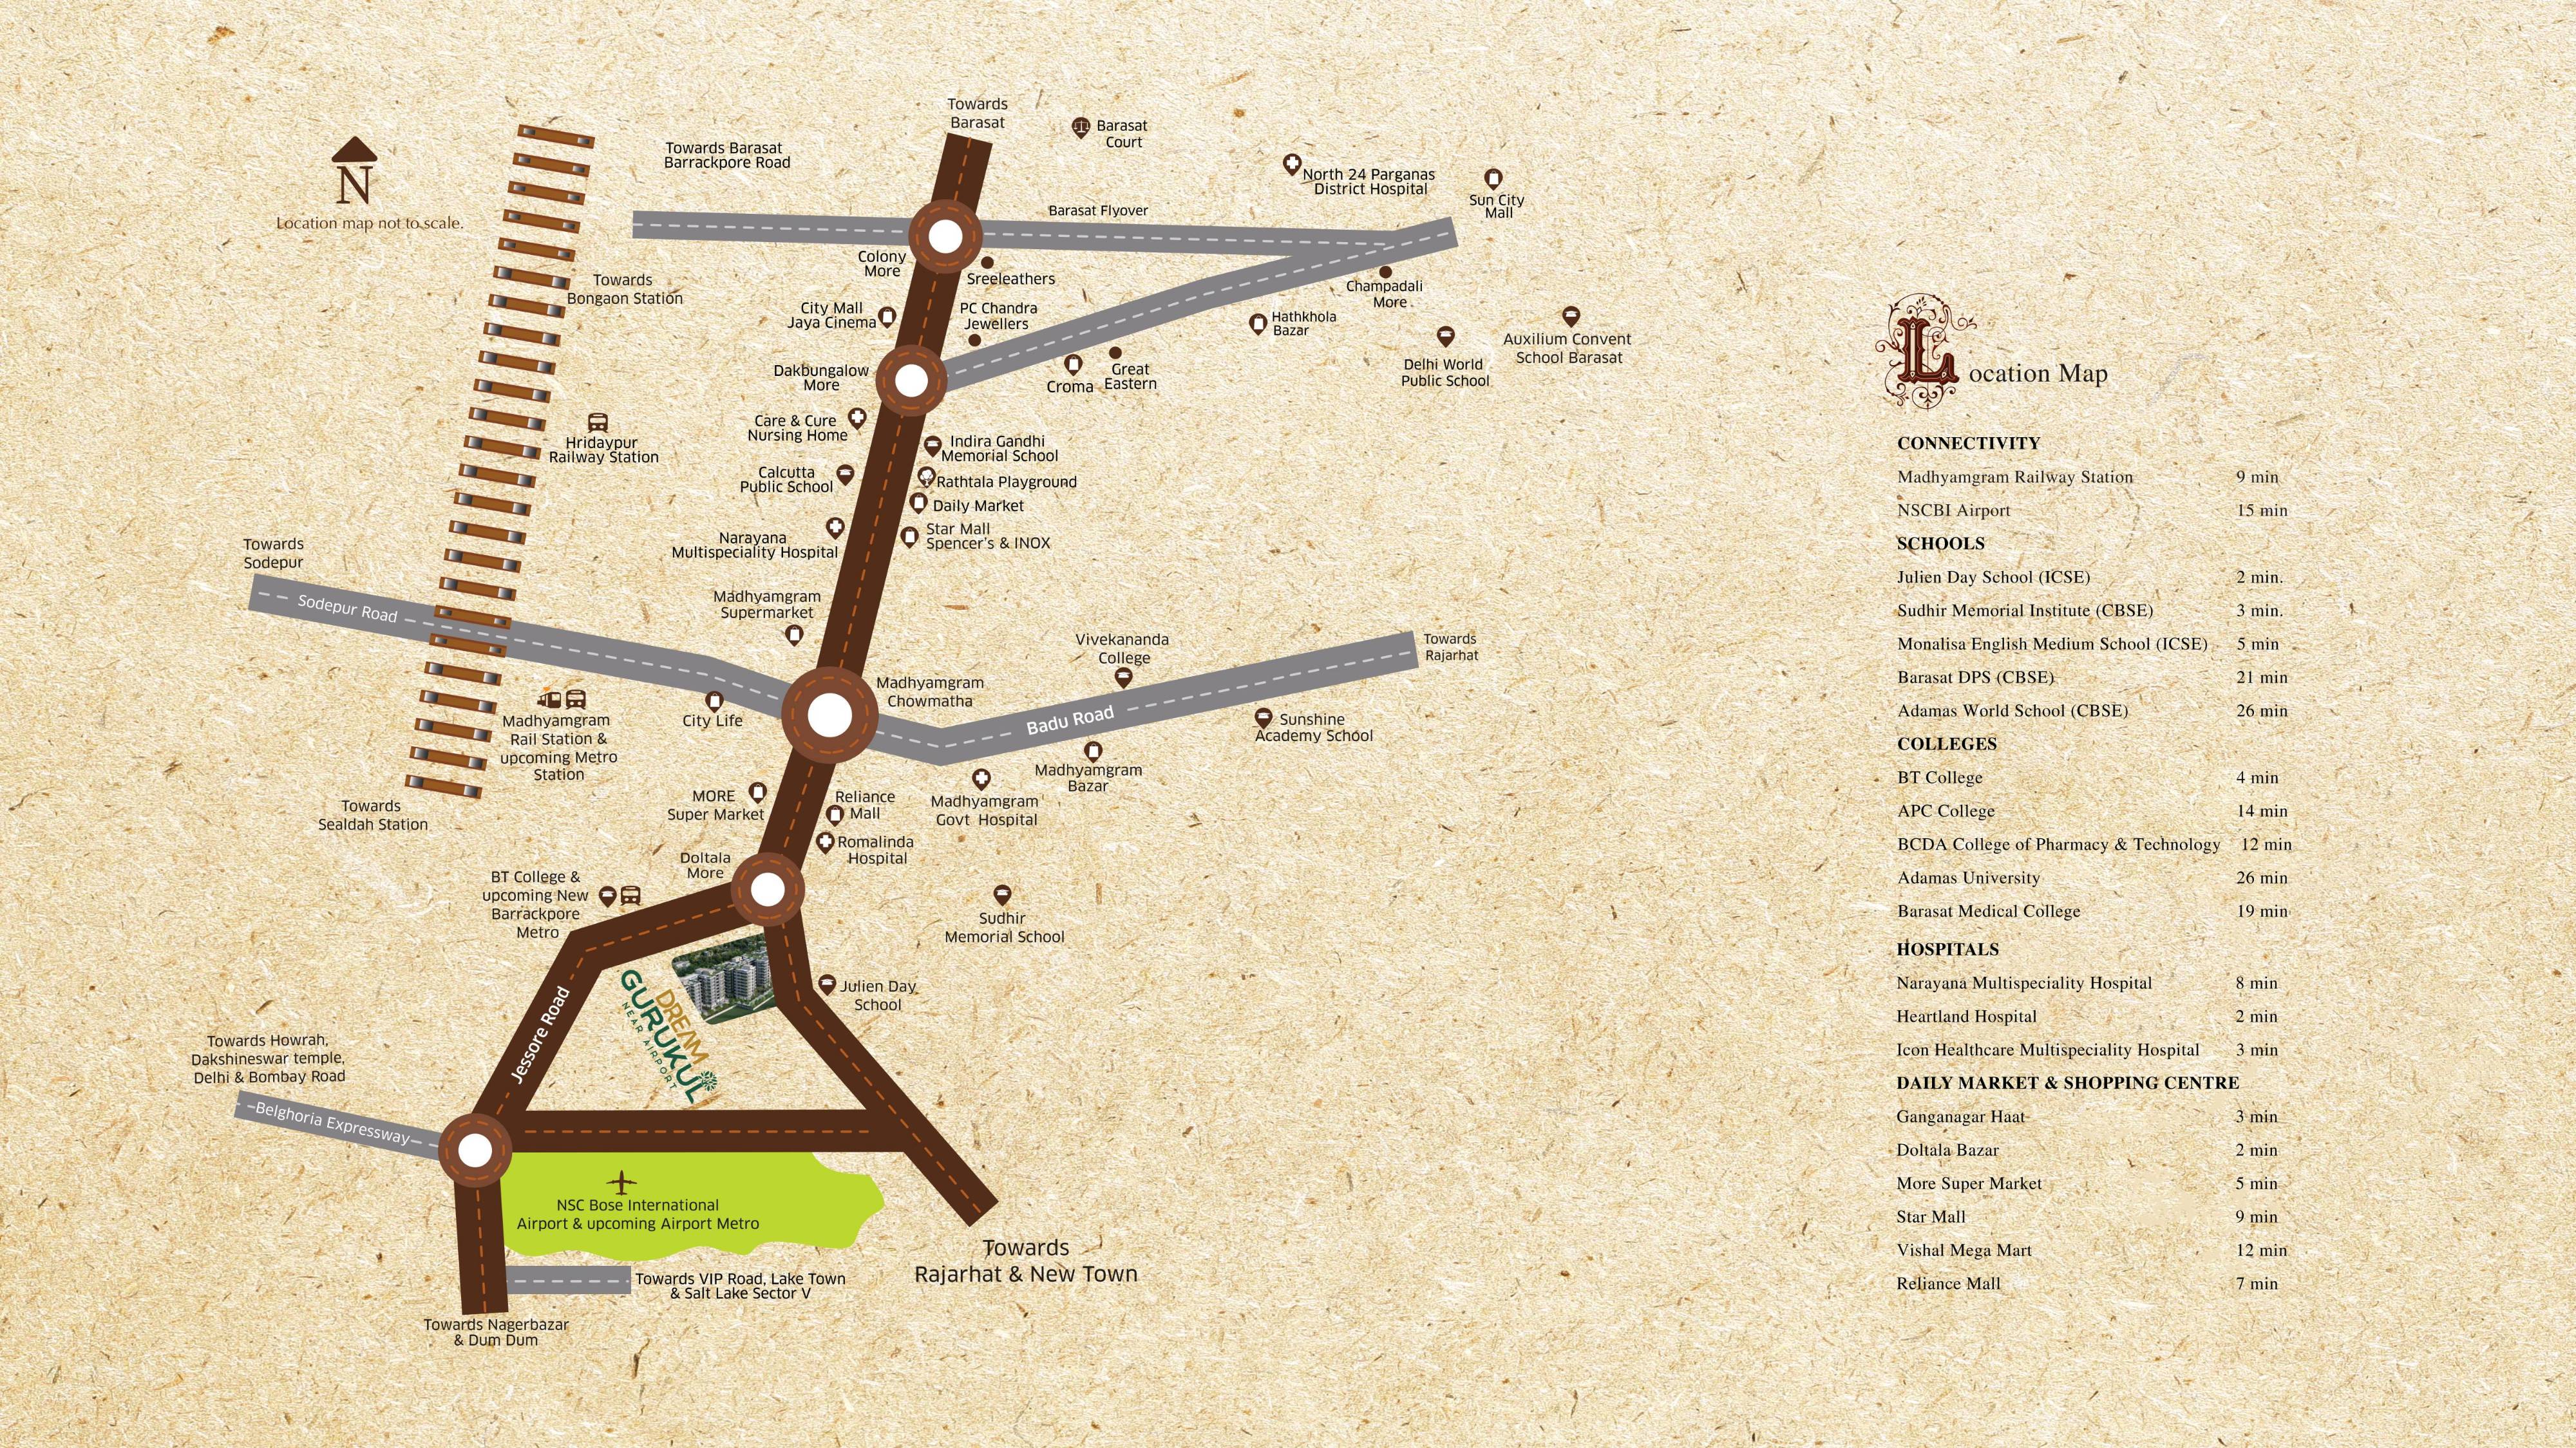 Towards
Barasat
Barasat
Court
Towards Barasat
Barrackpore Road
N
Location map not to scale.
North 24 Parganas
District Hospital
Sun City
Mall
Barasat Flyover
Colony
More
Sreeleathers
Towards
Bongaon Station
City Mall
Jaya Cinema
PC Chandra
Jewellers
Champadali
More
Hathkhola
Bazar
Auxilium Convent
School Barasat
Delhi World
Public School
Dakbungalow
More
Croma
Great
Eastern
Care & Cure
Nursing Home
Hridaypur
Railway Station
Indira Gandhi
Memorial School
Calcutta
Public School
Rathtala Playground
Daily Market
Narayana
Multispeciality Hospital
Star Mall
Spencer's & INOX
Towards
Sodepur
Sodepur Road
Madhyamgram
Supermarket
Vivekananda
College
Towards
Rajarhat
Madhyamgram
Chowmatha
City Life
Badu Road
Sunshine
Academy School
Madhyamgram
Rail Station &
upcoming Metro
Station
Madhyamgram
Bazar
Towards
Sealdah Station
MORE
Super Market
Reliance
Mall
Madhyamgram
Govt Hospital
Romalinda
Hospital
Doltala
More
BT College &
upcoming New
Barrackpore
Metro
Sudhir
Memorial School
Julien Day
School
DREAM
GURUKUL
NEAR AIRPORT
Jessore Road
Towards Howrah,
Dakshineswar temple,
Delhi & Bombay Road
Belghoria Expressway
NSC Bose International
Airport & upcoming Airport Metro
Towards
Rajarhat & New Town
Towards VIP Road, Lake Town
& Salt Lake Sector V
Towards Nagerbazar
& Dum Dum
Location Map
CONNECTIVITY
Madhyamgram Railway Station 9 min
NSCBI Airport 15 min
SCHOOLS
Julien Day School (ICSE) 2 min.
Sudhir Memorial Institute (CBSE) 3 min.
Monalisa English Medium School (ICSE) 5 min
Barasat DPS (CBSE) 21 min
Adamas World School (CBSE) 26 min
COLLEGES
BT College 4 min
APC College 14 min
BCDA College of Pharmacy & Technology 12 min
Adamas University 26 min
Barasat Medical College 19 min
HOSPITALS
Narayana Multispeciality Hospital 8 min
Heartland Hospital 2 min
Icon Healthcare Multispeciality Hospital 3 min
DAILY MARKET & SHOPPING CENTRE
Ganganagar Haat 3 min
Doltala Bazar 2 min
More Super Market 5 min
Star Mall 9 min
Vishal Mega Mart 12 min
Reliance Mall 7 min